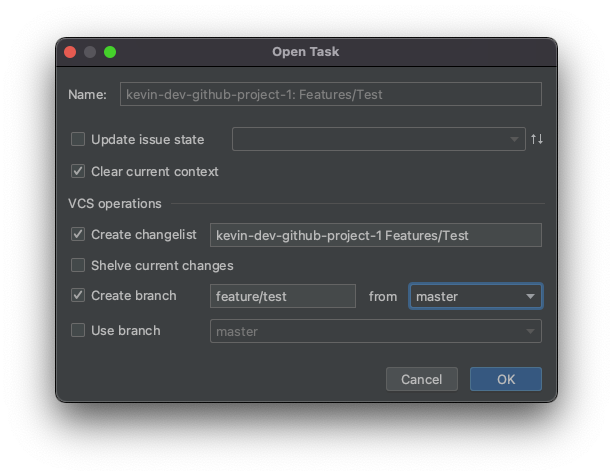 Open Task
Name: kevin-dev-github-project-1: Features/Test
Update issue state
Clear current context
VCS operations
Create changelist kevin-dev-github-project-1 Features/Test
Shelve current changes
Create branch feature/test from master
Use branch master
Cancel OK